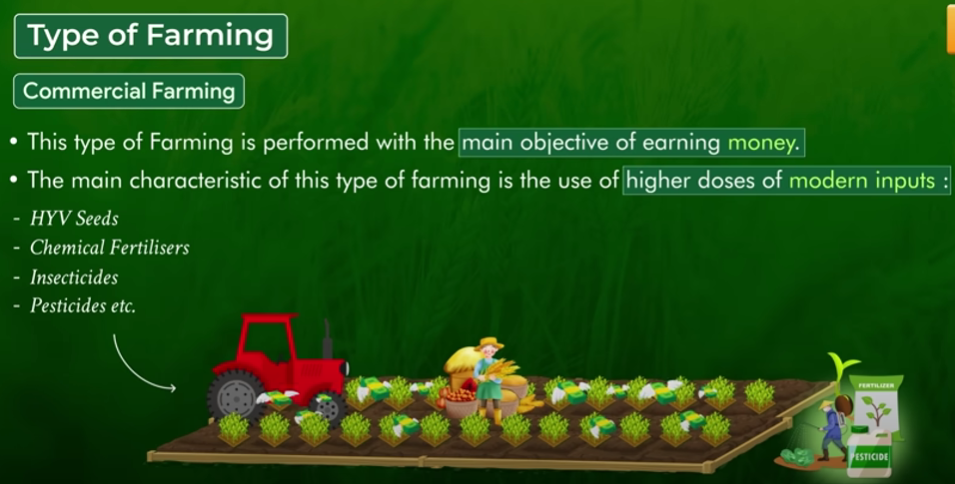 Type of Farming
Commercial Farming
• This type of Farming is performed with the main objective of earning money.
• The main characteristic of this type of farming is the use of higher doses of modern inputs :
- HYV Seeds
- Chemical Fertilisers
- Insecticides
- Pesticides etc.
FERTILIZER
PESTICIDE